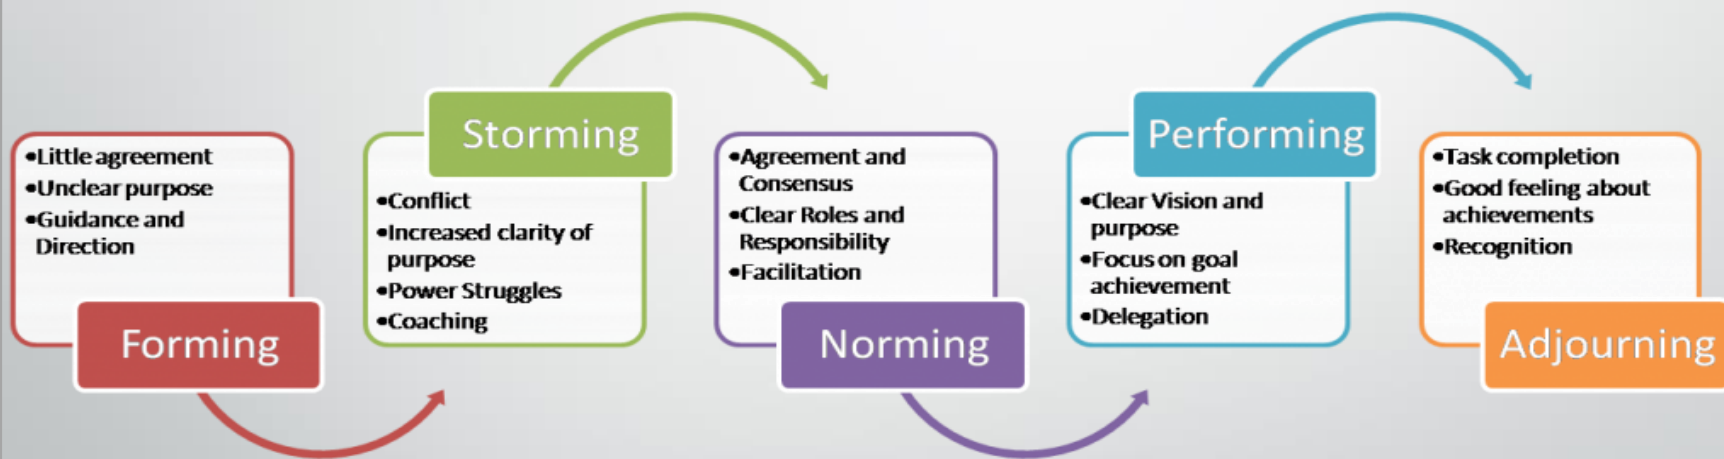 •Little agreement
•Unclear purpose
•Guidance and
Direction
Forming
Storming
•Conflict
•Increased clarity of
purpose
•Power Struggles
•Coaching
•Agreement and
Consensus
•Clear Roles and
Responsibility
•Facilitation
Norming
Performing
•Clear Vision and
purpose
•Focus on goal
achievement
•Delegation
•Task completion
•Good feeling about
achievements
•Recognition
Adjourning